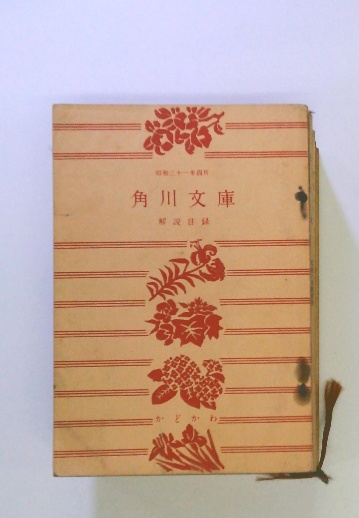 昭和三十一年四月
角川文庫
解説目録
かどかわ